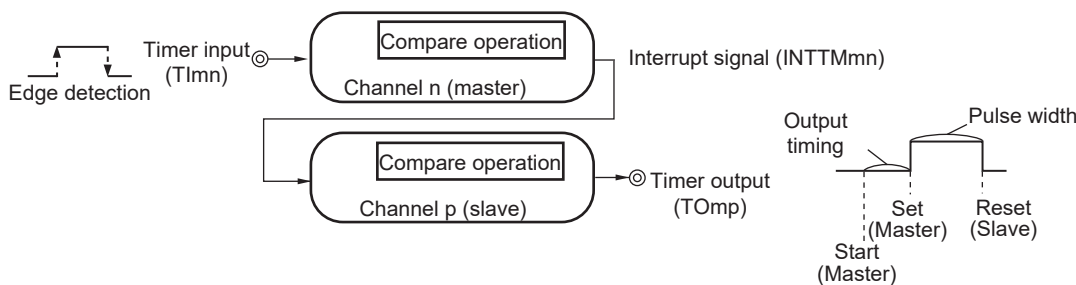 Compare operation
Timer input
(TImn)
Edge detection
Channel n (master)
Interrupt signal (INTTMmn)
Compare operation
Channel p (slave)
Timer output
(TOmp)
Output
timing
Pulse width
Set
(Master)
Reset
(Slave)
Start
(Master)